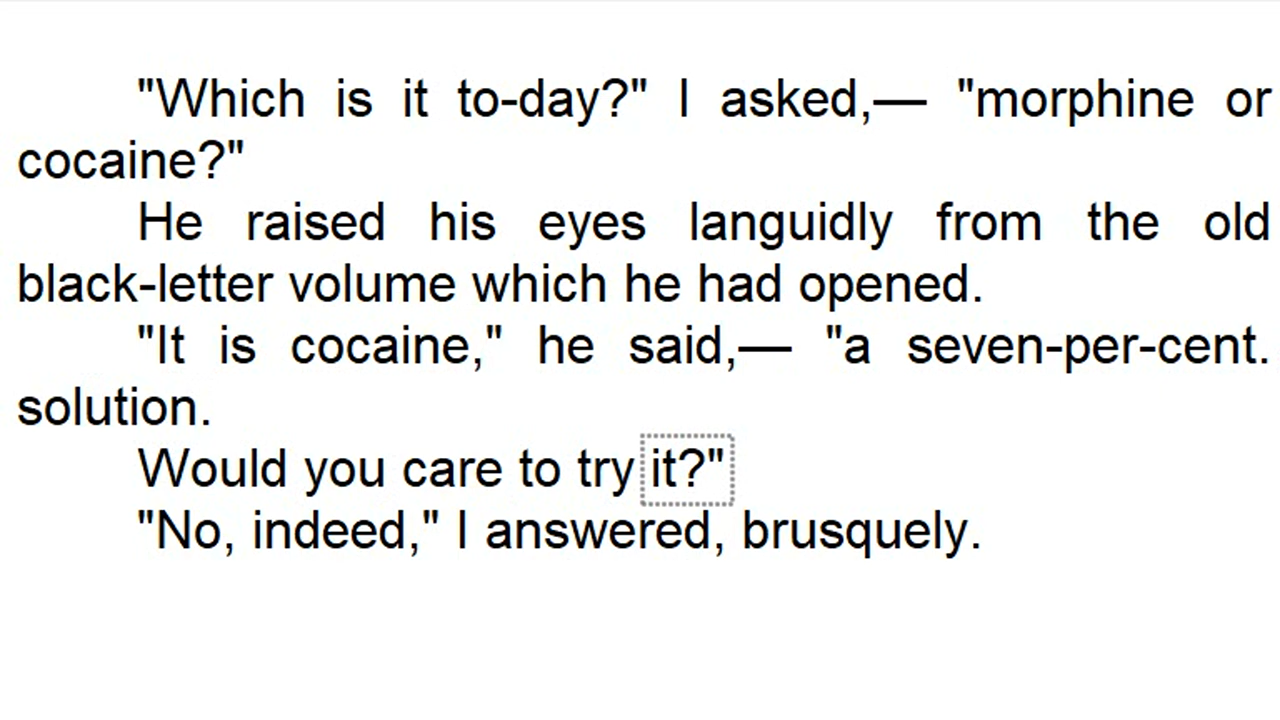 "Which is it to-day?" I asked,— "morphine or
cocaine?"
He raised his eyes languidly from the old
black-letter volume which he had opened.
"It is cocaine," he said,— "a seven-per-cent.
solution.
Would you care to try it?"
"No, indeed," I answered, brusquely.